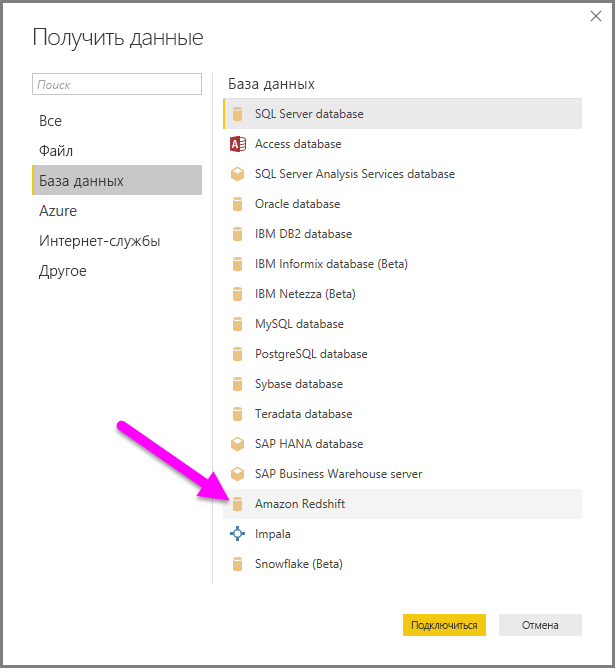 Получить данные
Поиск
Все
Файл
База данных
Azure
Интернет-службы
Другое
База данных
SQL Server database
Access database
SQL Server Analysis Services database
Oracle database
IBM DB2 database
IBM Informix database (Beta)
IBM Netezza (Beta)
MySQL database
PostgreSQL database
Sybase database
Teradata database
SAP HANA database
SAP Business Warehouse server
Amazon Redshift
Impala
Snowflake (Beta)
Подключиться
Отмена